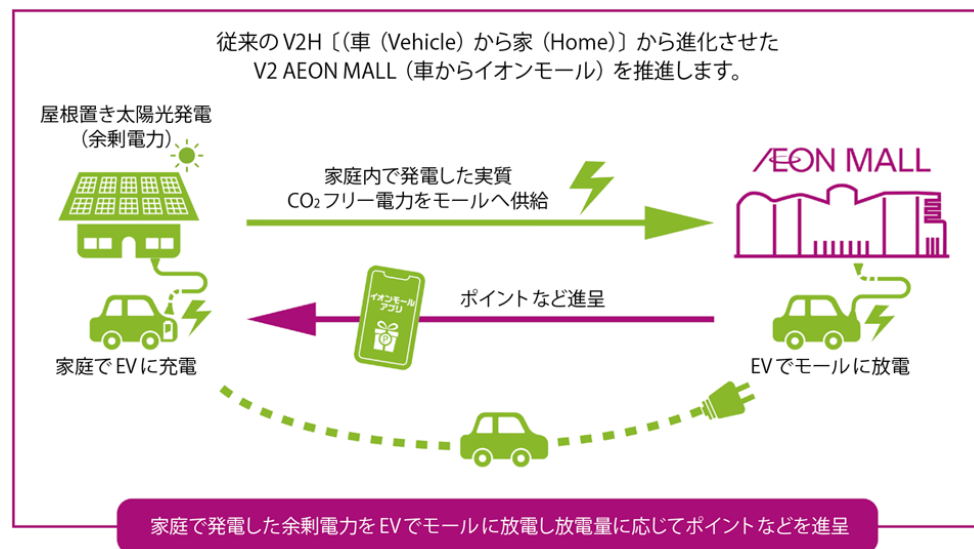 従来の V2H〔(車(Vehicle)から家(Home)〕から進化させた
V2 AEON MALL(車からイオンモール)を推進します。
屋根置き太陽光発電
(余剰電力)
家庭内で発電した実質
CO₂フリー電力をモールへ供給
ÆON MALL
イオンモール
アプリ
P
ポイントなど進呈
家庭でEVに充電
EVでモールに放電
家庭で発電した余剰電力をEVでモールに放電し放電量に応じてポイントなどを進呈